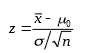 z = (x̄ - μ₀) / (σ/√n)